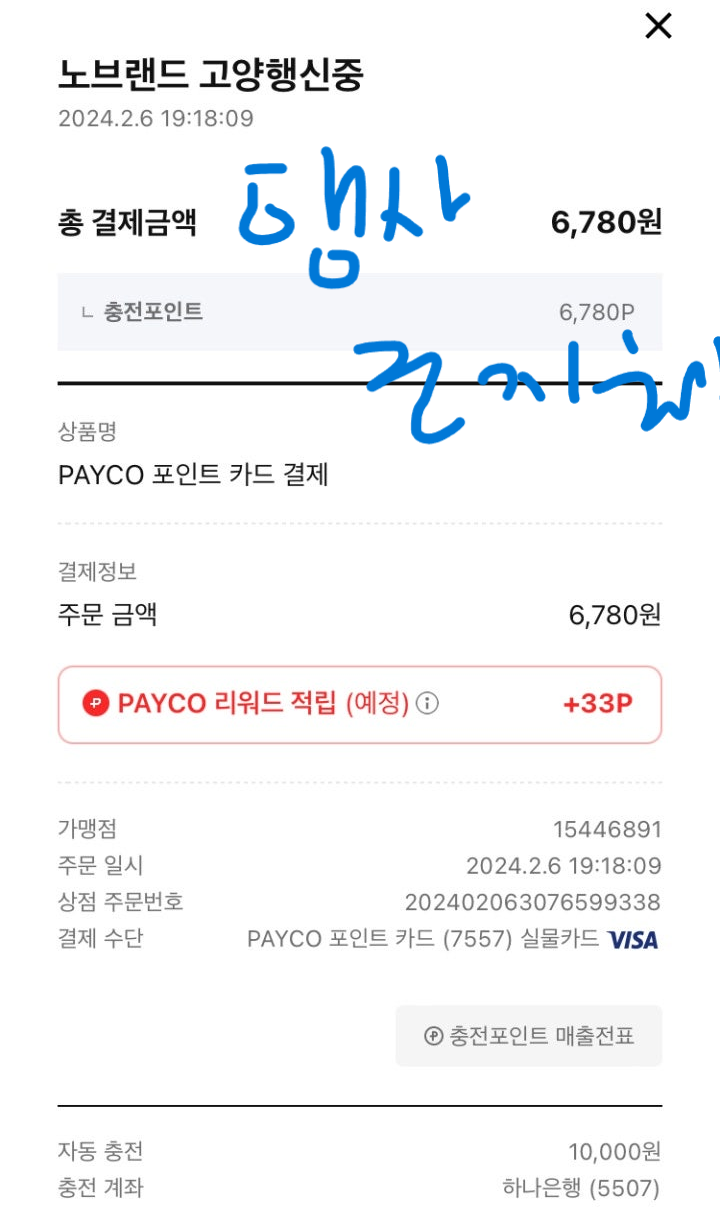 노브랜드 고양행신중
2024.2.6 19:18:09
탭사
총 결제금액 6,780원
ㄴ 충전포인트 6,780P
상품명
PAYCO 포인트 카드 결제
결제정보
주문 금액 6,780원
PAYCO 리워드 적립 (예정) +33P
가맹점 15446891
주문 일시 2024.2.6 19:18:09
상점 주문번호 202402063076599338
결제 수단 PAYCO 포인트 카드 (7557) 실물카드 VISA
충전포인트 매출전표
자동 충전 10,000원
충전 계좌 하나은행 (5507)